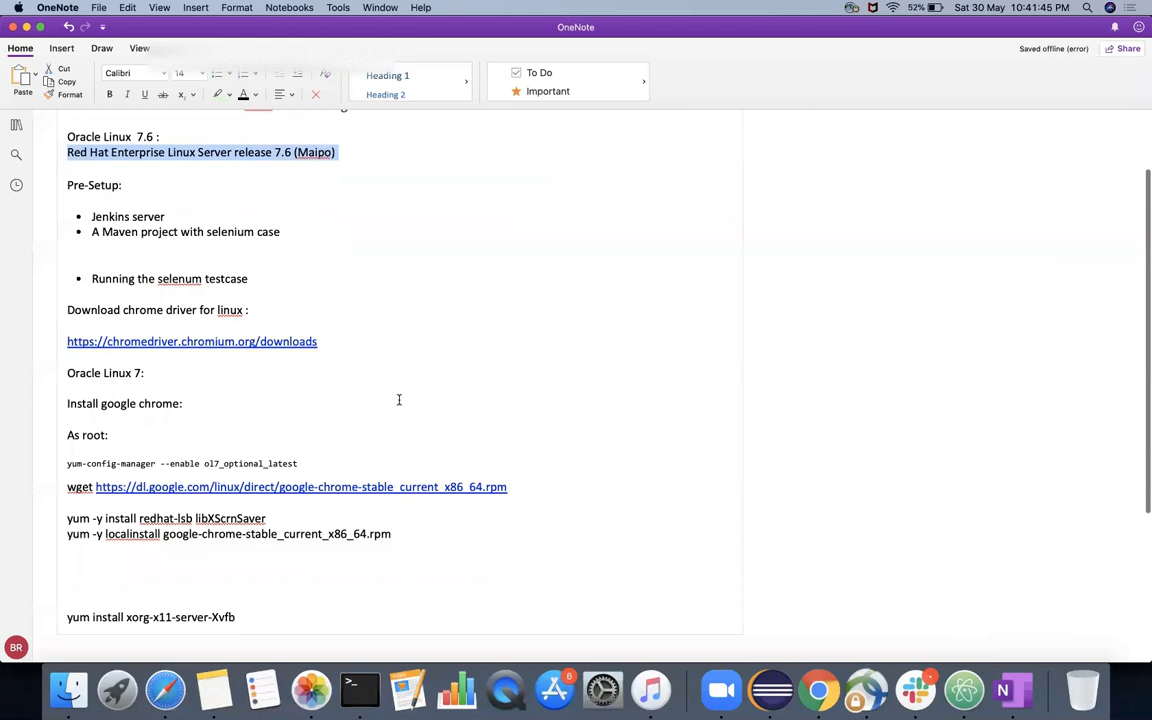 OneNote File Edit View Insert Format Notebooks Tools Window Help 52% Sat 30 May 10:41:45 PM
OneNote
Home Insert Draw View Saved offline (error) Share
Paste Cut Copy Format Calibri 14 Heading 1 Heading 2 To Do Important
B I U ab X A
Oracle Linux 7.6 :
Red Hat Enterprise Linux Server release 7.6 (Maipo)
Pre-Setup:
• Jenkins server
• A Maven project with selenium case
• Running the selenum testcase
Download chrome driver for linux :
https://chromedriver.chromium.org/downloads
Oracle Linux 7:
Install google chrome:
As root:
yum-config-manager --enable ol7_optional_latest
wget https://dl.google.com/linux/direct/google-chrome-stable_current_x86_64.rpm
yum -y install redhat-lsb libXScrnSaver
yum -y localinstall google-chrome-stable_current_x86_64.rpm
yum install xorg-x11-server-Xvfb
BR
6
N